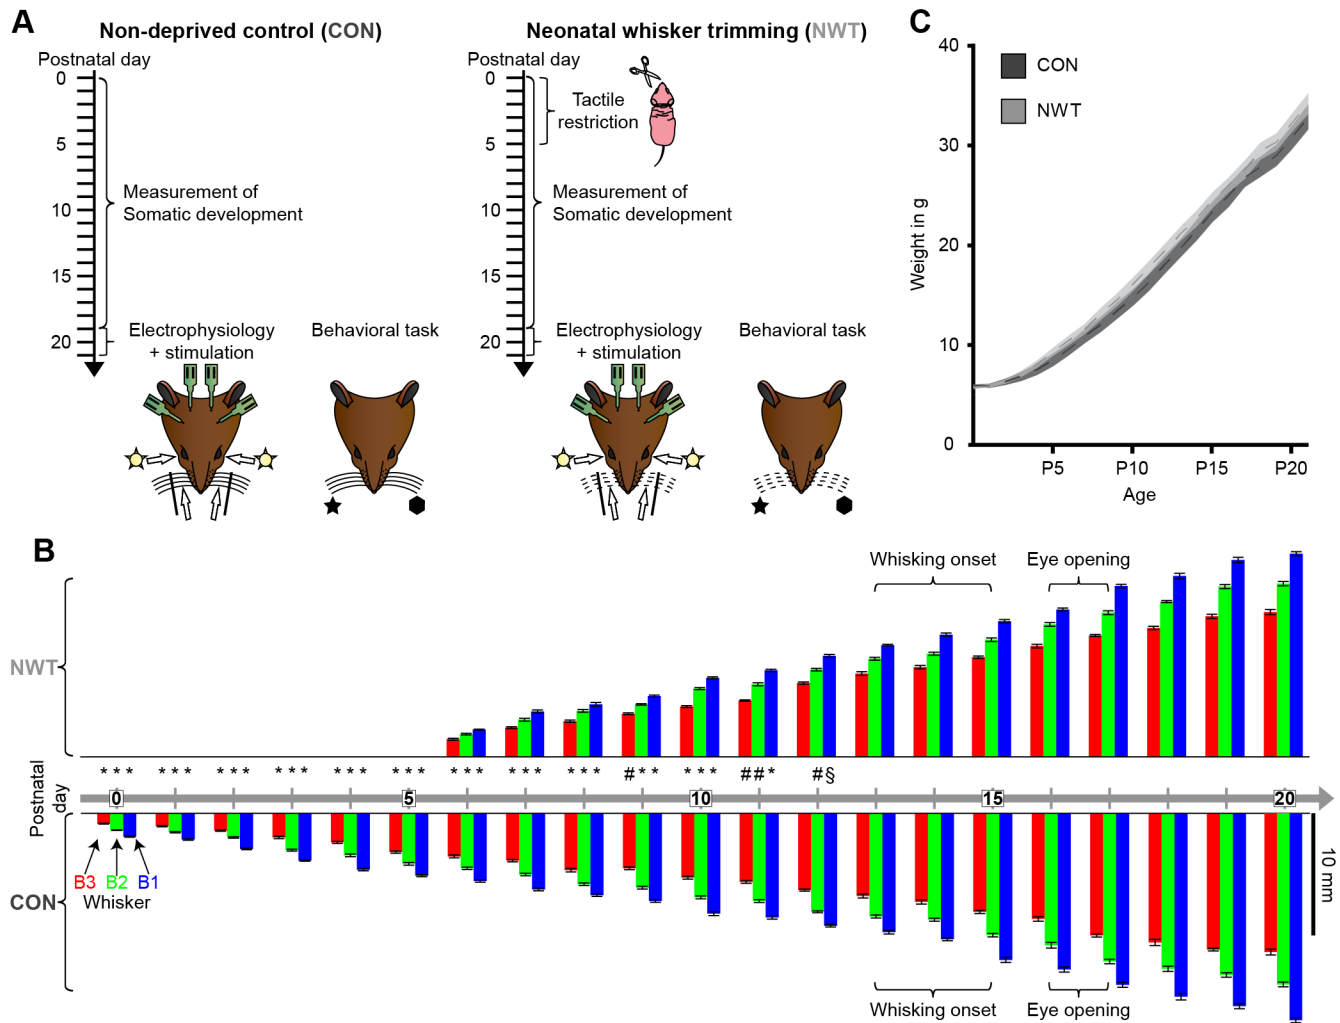 A
Non-deprived control (CON)
Postnatal day
0
5
10
15
20
Measurement of
Somatic development
Electrophysiology
+ stimulation
Behavioral task
Neonatal whisker trimming (NWT)
Postnatal day
0
5
10
15
20
Tactile
restriction
Measurement of
Somatic development
Electrophysiology
+ stimulation
Behavioral task
C
40
30
20
10
0
Weight in g
CON
NWT
P5 P10 P15 P20
Age
B
Whisking onset Eye opening
NWT
* * * * * * * * * * * * * * * * * * * * * * * * * * * #* * * * * ##* #§
Postnatal
day
0 5 10 15 20
B3 B2 B1
Whisker
CON
10 mm
Whisking onset Eye opening